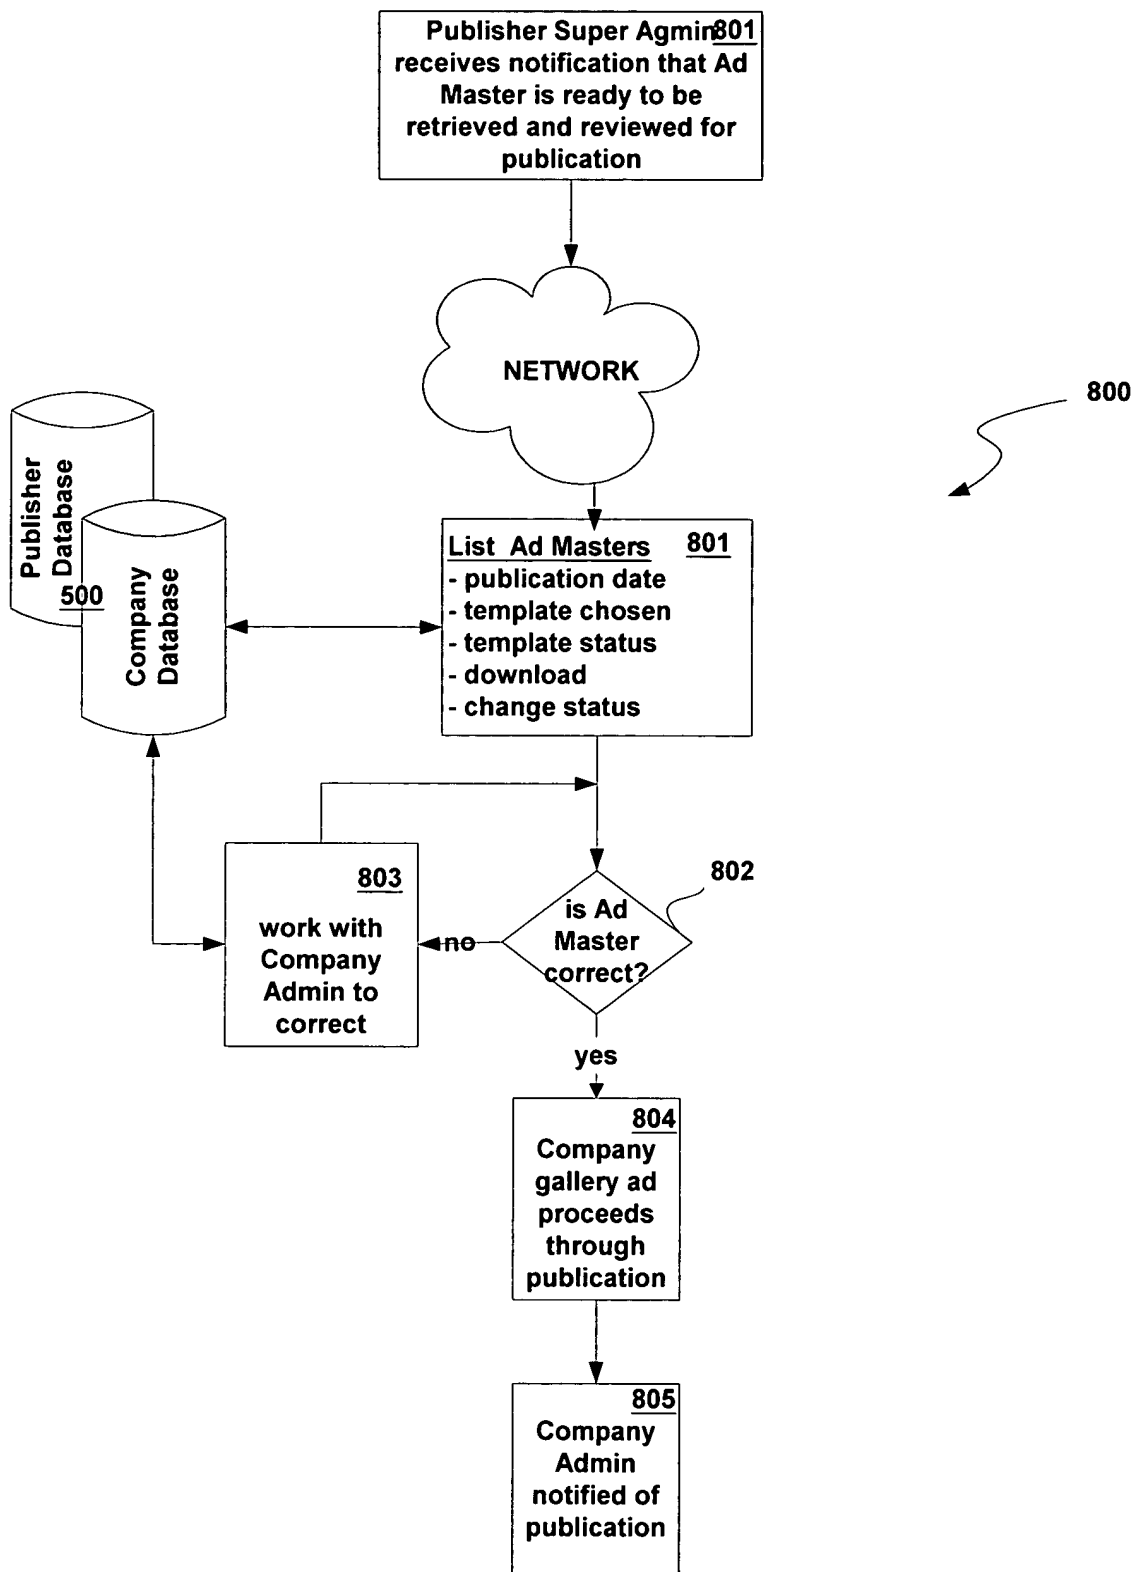 Publisher Super Agmin 801
receives notification that Ad
Master is ready to be
retrieved and reviewed for
publication
NETWORK
800
Publisher
Database
500
Company
Database
List Ad Masters 801
- publication date
- template chosen
- template status
- download
- change status
803
work with
Company
Admin to
correct
no
802
is Ad
Master
correct?
yes
804
Company
gallery ad
proceeds
through
publication
805
Company
Admin
notified of
publication